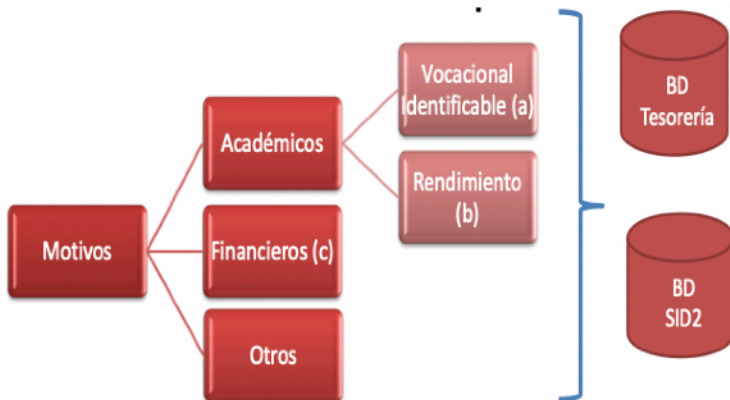 Vocacional
Identificable (a)
BD
Tesorería
Académicos
Rendimiento
(b)
Motivos
Financieros (c)
BD
SID2
Otros